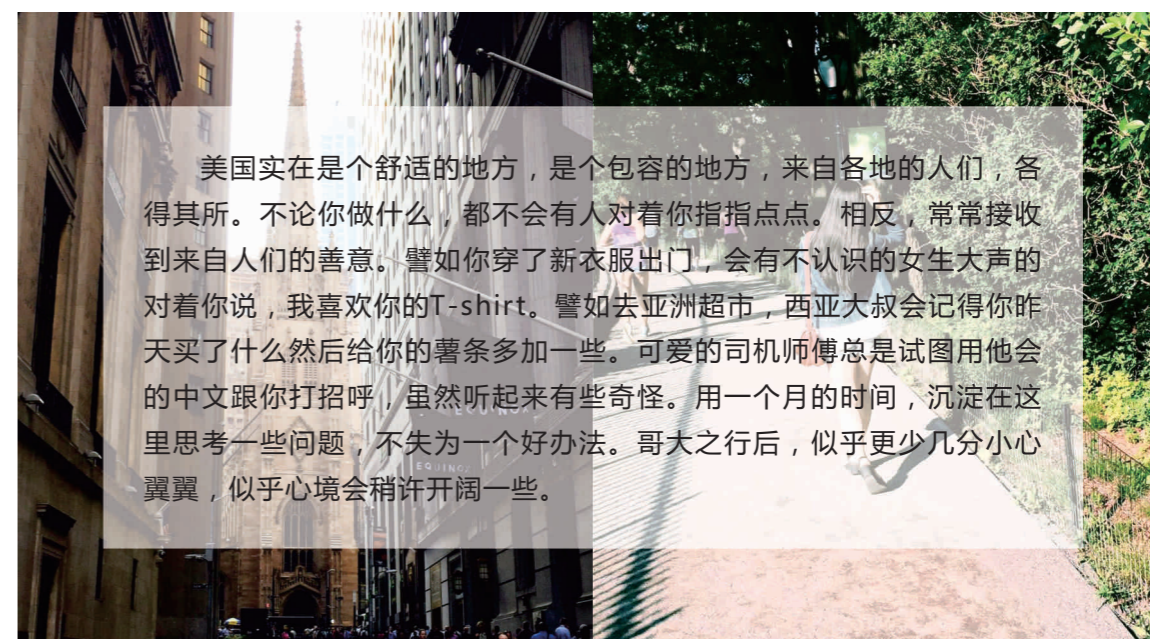 美国实在是个舒适的地方，是个包容的地方，来自各地的人们，各
得其所。不论你做什么，都不会有人对着你指指点点。相反，常常接收
到来自人们的善意。譬如你穿了新衣服出门，会有不认识的女生大声的
对着你说，我喜欢你的T-shirt。譬如去亚洲超市，西亚大叔会记得你昨
天买了什么然后给你的薯条多加一些。可爱的司机师傅总是试图用他会
的中文跟你打招呼，虽然听起来有些奇怪。用一个月的时间，沉淀在这
里思考一些问题，不失为一个好办法。哥大之行后，似乎更少几分小心
翼翼，似乎心境会稍许开阔一些。
EQUINOX
EQUINOX